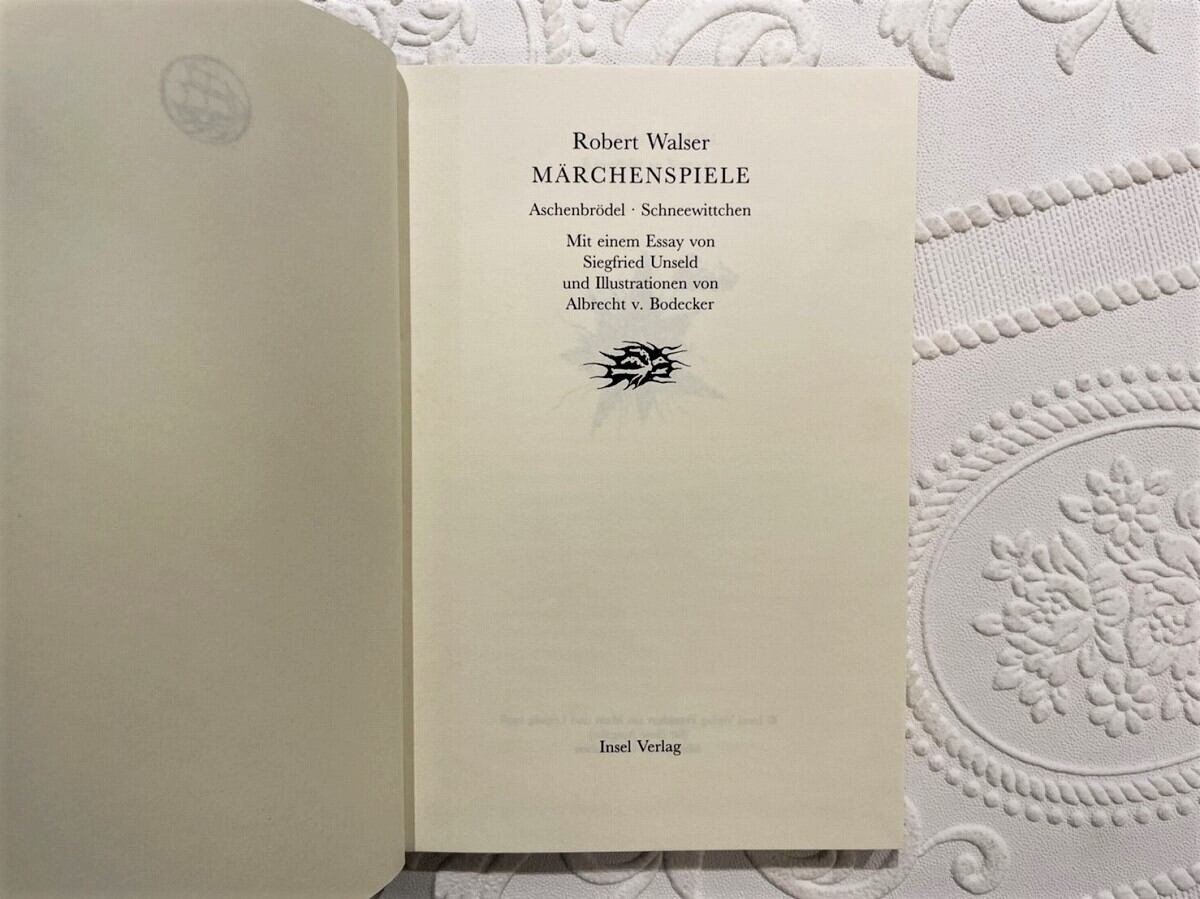 Robert Walser
MÄRCHENSPIELE
Aschenbrödel · Schneewittchen
Mit einem Essay von
Siegfried Unseld
und Illustrationen von
Albrecht v. Bodecker
Insel Verlag